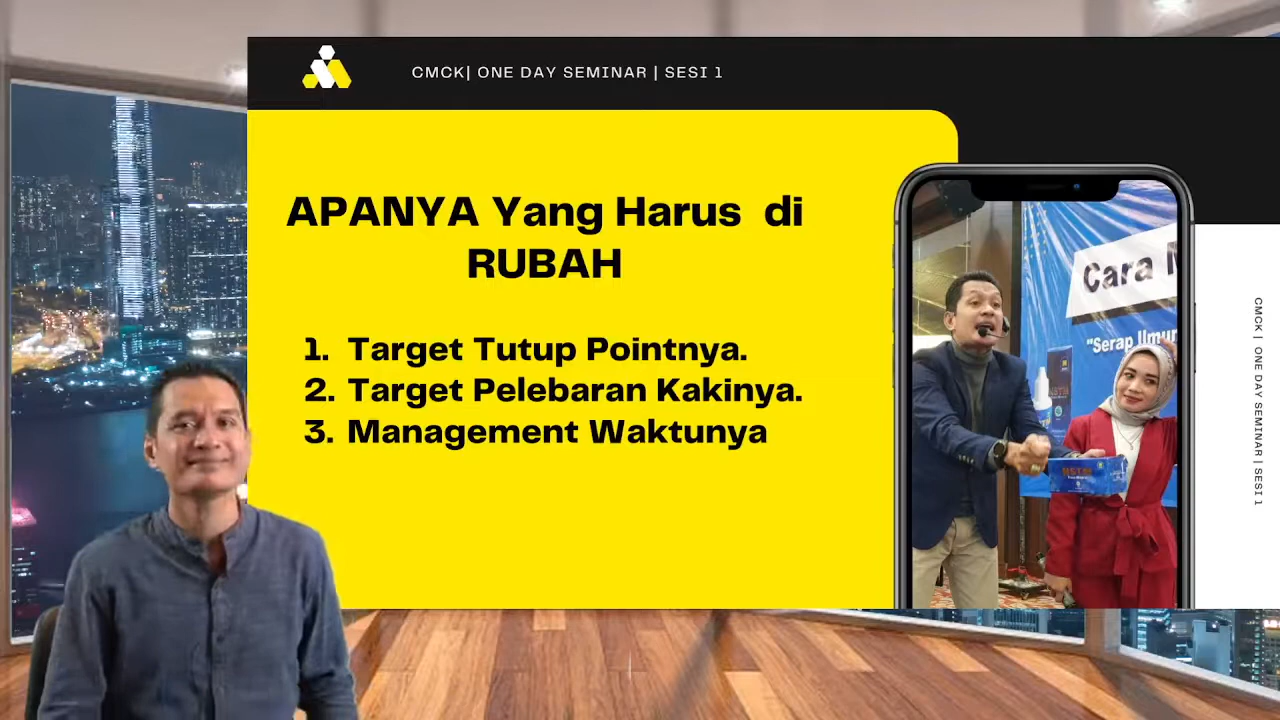 CMCK| ONE DAY SEMINAR | SESI 1
APANYA Yang Harus di
RUBAH
1. Target Tutup Pointnya.
2. Target Pelebaran Kakinya.
3. Management Waktunya
Cara
"Serap
CMCK | ONE DAY SEMINAR | SESI 1